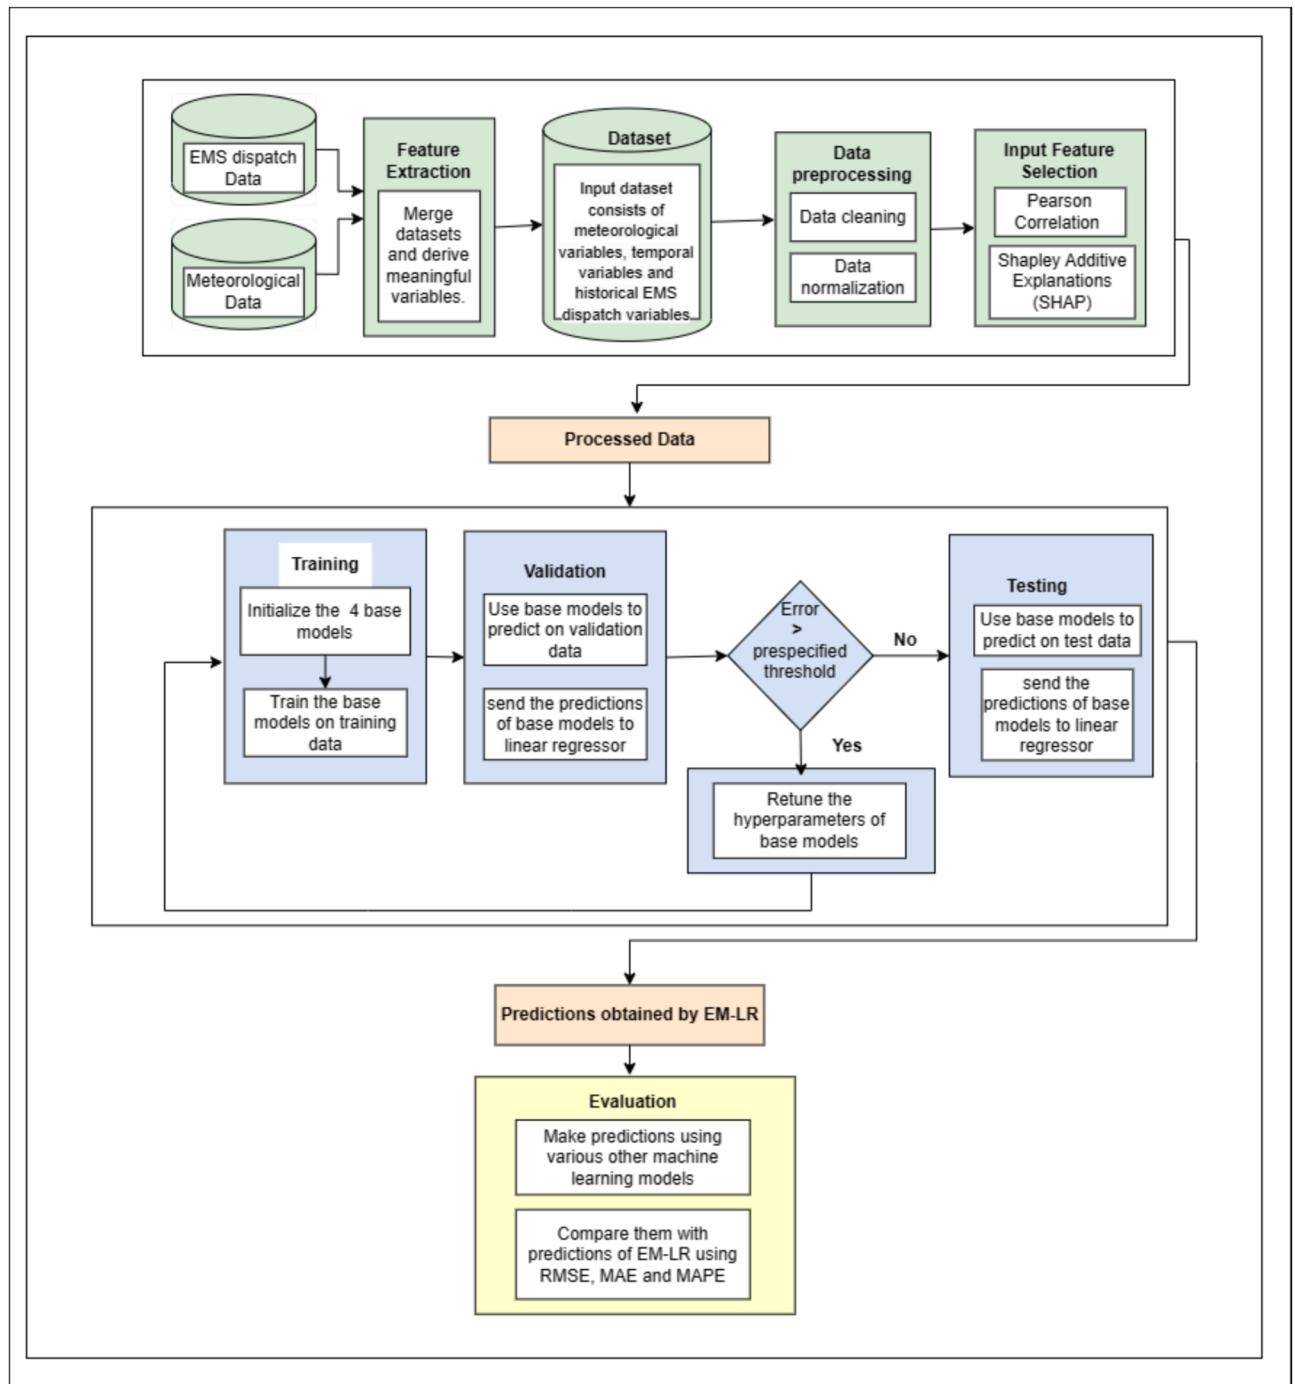 EMS dispatch
Data
Meteorological
Data
Feature
Extraction
Merge
datasets
and derive
meaningful
variables.
Dataset
Input dataset
consists of
meteorological
variables, temporal
variables and
historical EMS
dispatch variables
Data
preprocessing
Data cleaning
Data
normalization
Input Feature
Selection
Pearson
Correlation
Shapley Additive
Explanations
(SHAP)
Processed Data
Training
Initialize the 4 base
models
Train the base
models on training
data
Validation
Use base models to
predict on validation
data
send the predictions
of base models to
linear regressor
Error
>
prespecified
threshold
No
Yes
Retune the
hyperparameters of
base models
Testing
Use base models to
predict on test data
send the
predictions of base
models to linear
regressor
Predictions obtained by EM-LR
Evaluation
Make predictions using
various other machine
learning models
Compare them with
predictions of EM-LR using
RMSE, MAE and MAPE